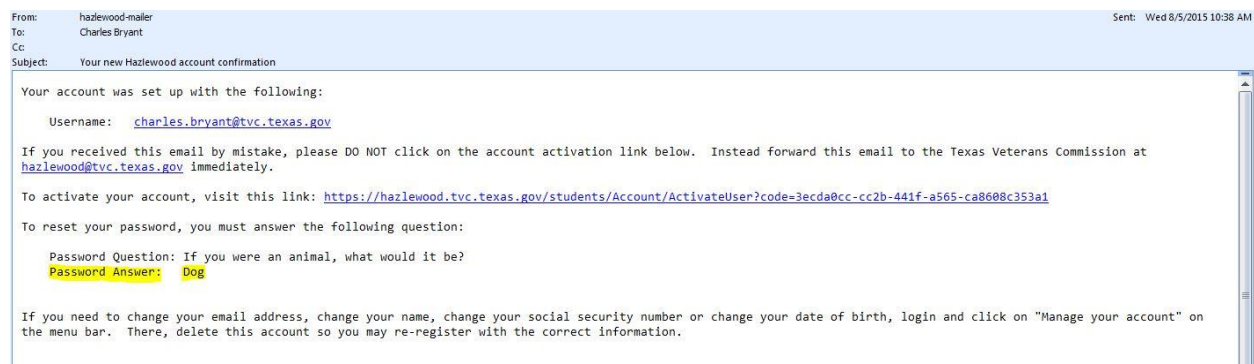 From: hazlewood-mailer Sent: Wed 8/5/2015 10:38 AM
To: Charles Bryant
Cc:
Subject: Your new Hazlewood account confirmation
Your account was set up with the following:
Username: charles.bryant@tvc.texas.gov
If you received this email by mistake, please DO NOT click on the account activation link below. Instead forward this email to the Texas Veterans Commission at
hazlewood@tvc.texas.gov immediately.
To activate your account, visit this link: https://hazlewood.tvc.texas.gov/students/Account/ActivateUser?code=3ecda0cc-cc2b-441f-a565-ca8608c353a1
To reset your password, you must answer the following question:
Password Question: If you were an animal, what would it be?
Password Answer: Dog
If you need to change your email address, change your name, change your social security number or change your date of birth, login and click on "Manage your account" on
the menu bar. There, delete this account so you may re-register with the correct information.